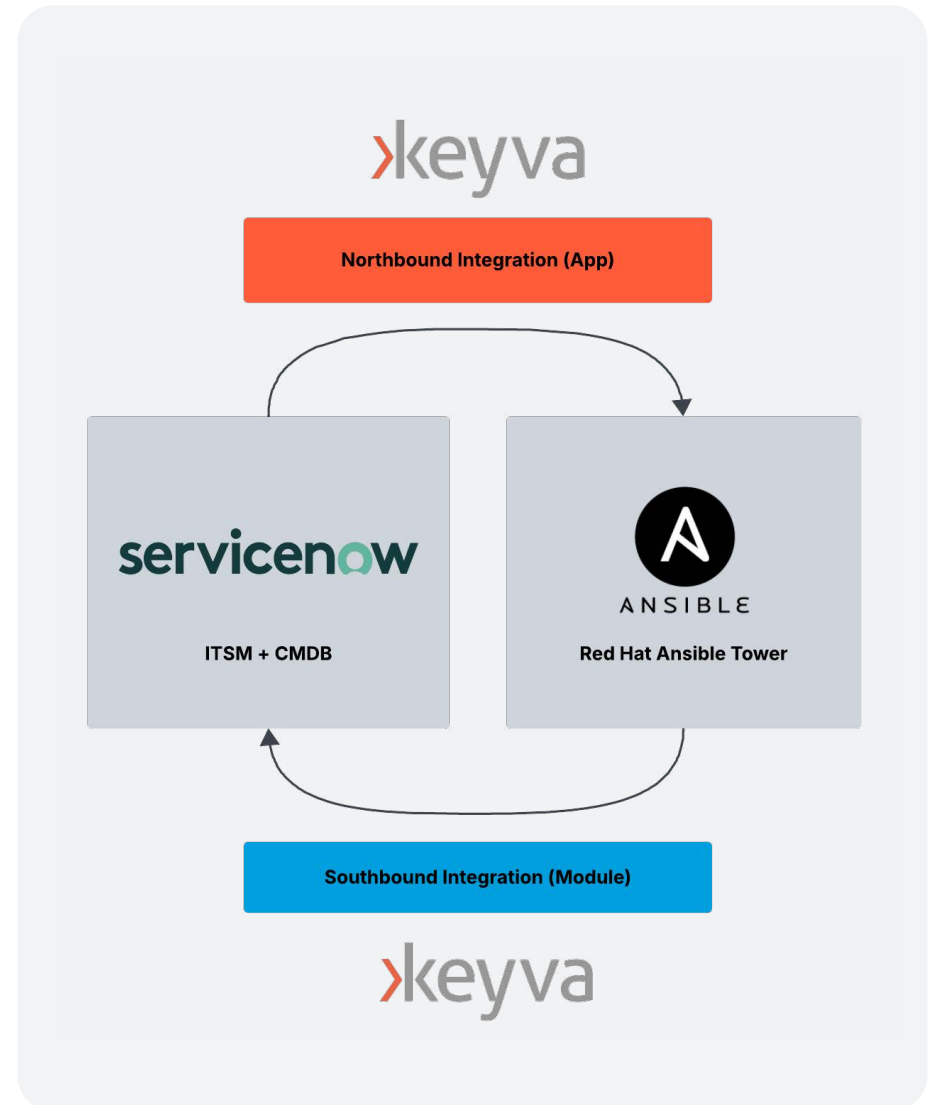 keyva
Northbound Integration (App)
servicenow
ITSM + CMDB
ANSIBLE
Red Hat Ansible Tower
Southbound Integration (Module)
keyva